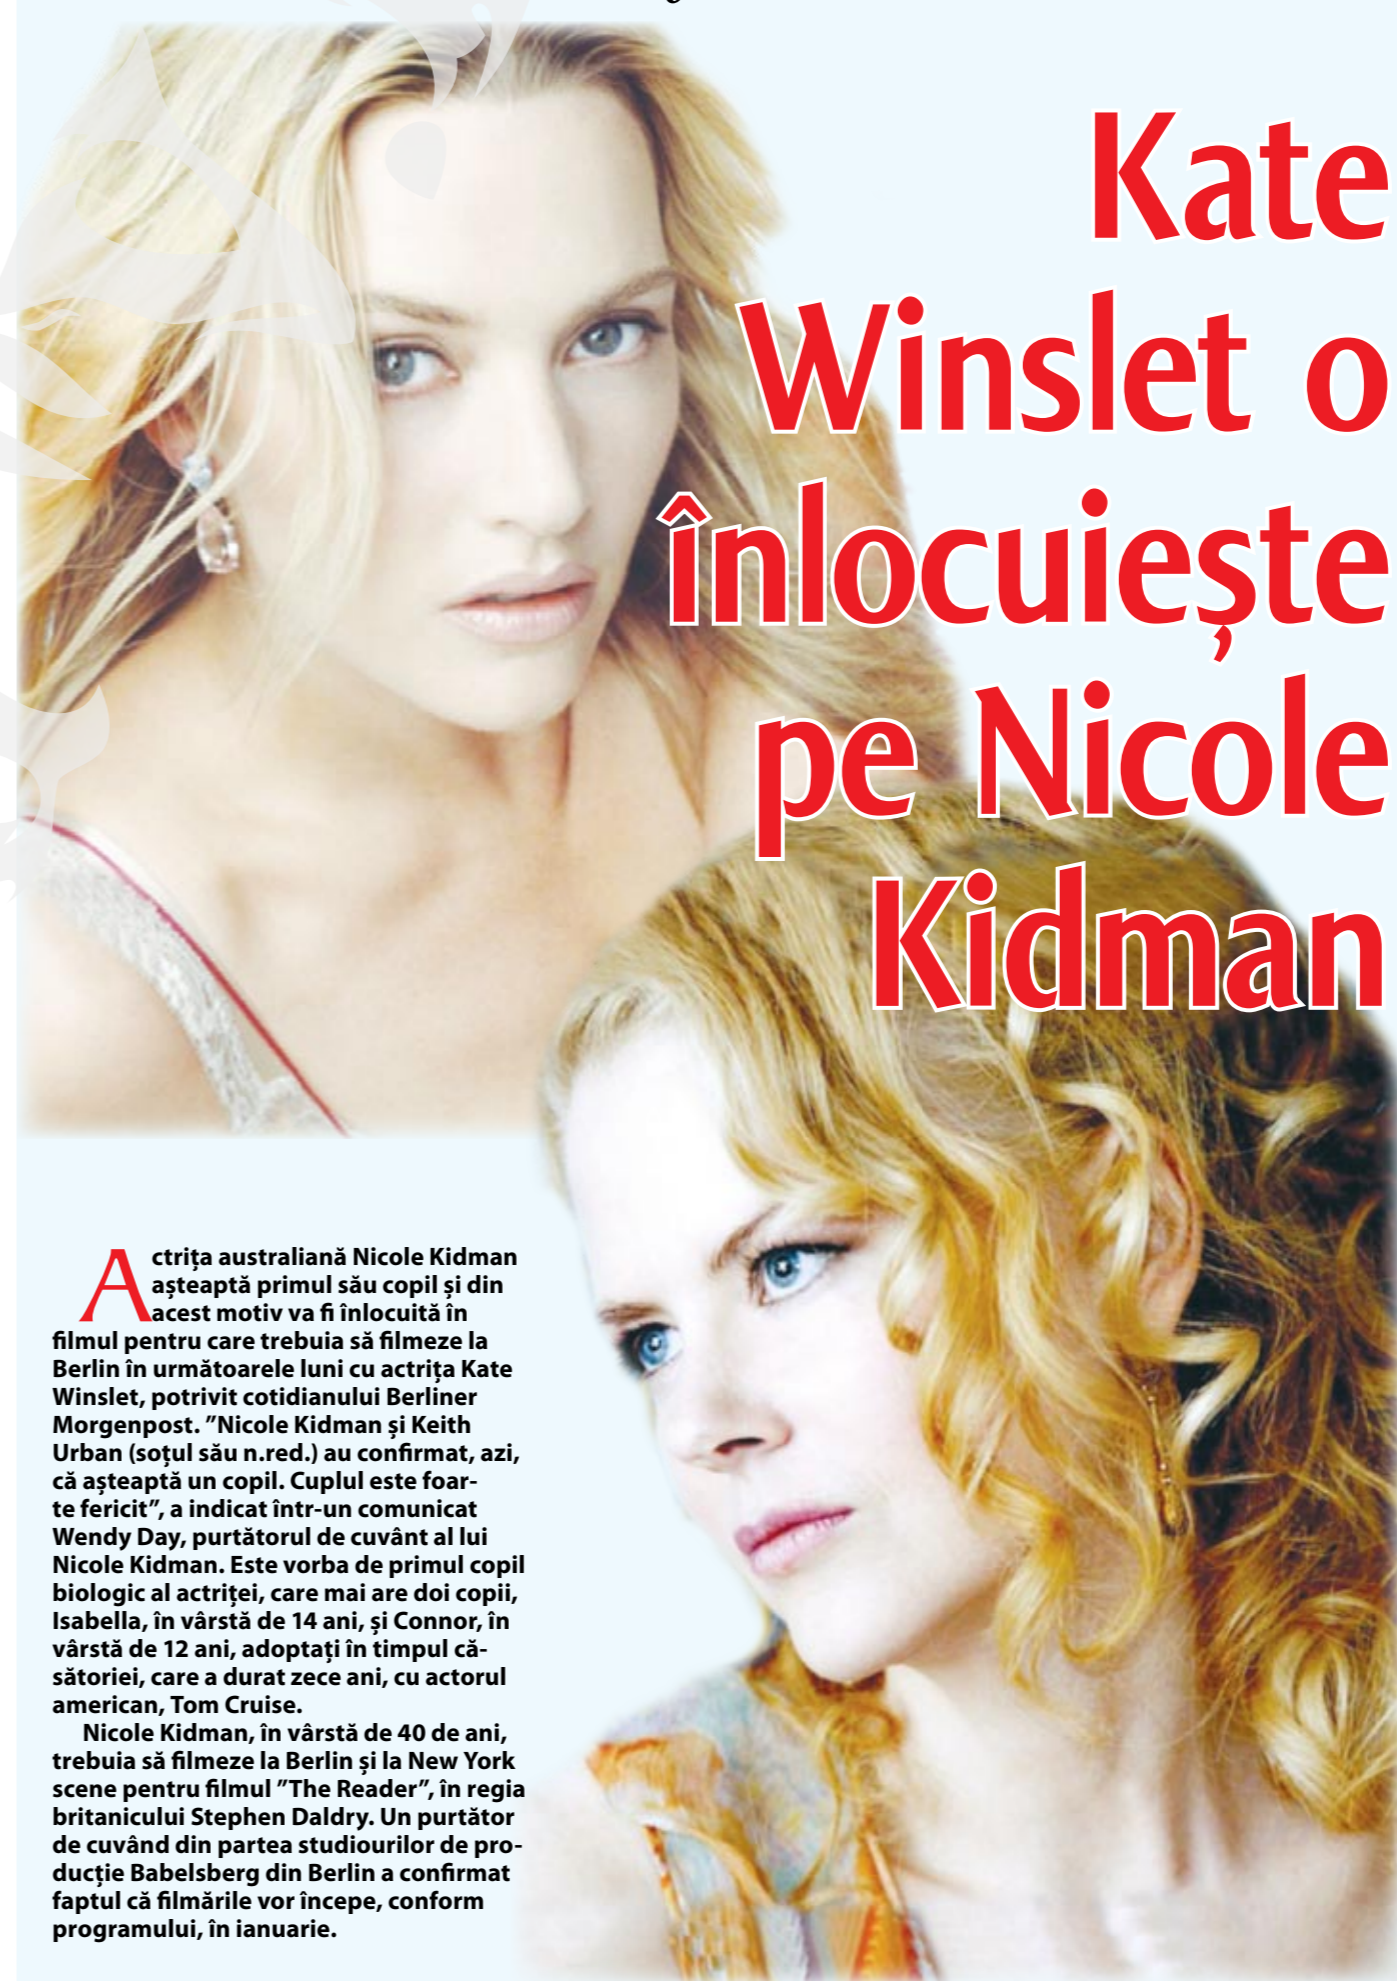 Kate
Winslet o
înlocuiește
pe Nicole
Kidman
Actrița australiană Nicole Kidman
așteaptă primul său copil și din
acest motiv va fi înlocuită în
filmul pentru care trebuia să filmeze la
Berlin în următoarele luni cu actrița Kate
Winslet, potrivit cotidianului Berliner
Morgenpost. ”Nicole Kidman și Keith
Urban (soțul său n.red.) au confirmat, azi,
că așteaptă un copil. Cuplul este foar-
te fericit”, a indicat într-un comunicat
Wendy Day, purtătorul de cuvânt al lui
Nicole Kidman. Este vorba de primul copil
biologic al actriței, care mai are doi copii,
Isabella, în vârstă de 14 ani, și Connor, în
vârstă de 12 ani, adoptați în timpul că-
sătoriei, care a durat zece ani, cu actorul
american, Tom Cruise.
Nicole Kidman, în vârstă de 40 de ani,
trebuia să filmeze la Berlin și la New York
scene pentru filmul ”The Reader”, în regia
britanicului Stephen Daldry. Un purtător
de cuvând din partea studiourilor de pro-
ducție Babelsberg din Berlin a confirmat
faptul că filmările vor începe, conform
programului, în ianuarie.